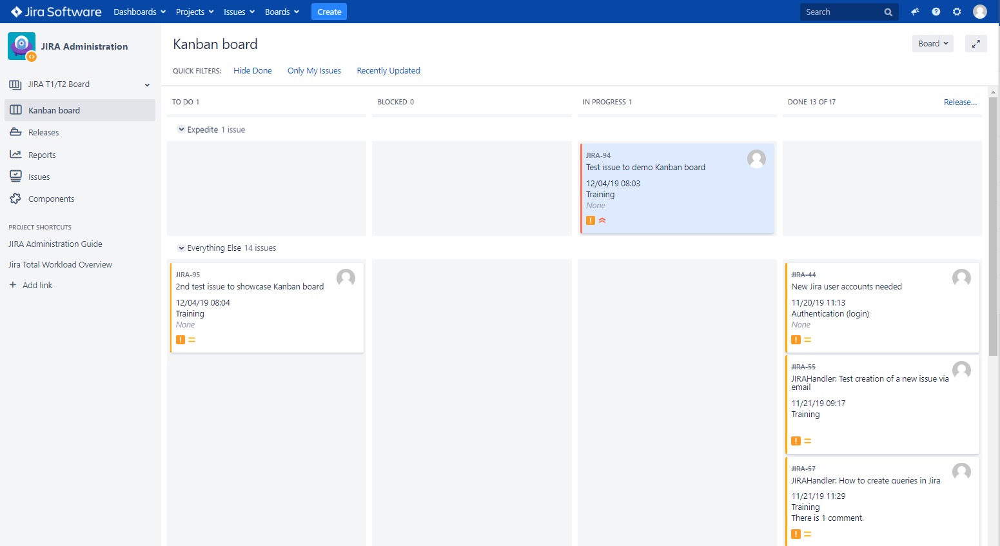 Jira Software Dashboards Projects Issues Boards Create Search
JIRA Administration
JIRA T1/T2 Board
Kanban board
Releases
Reports
Issues
Components
PROJECT SHORTCUTS
JIRA Administration Guide
Jira Total Workload Overview
+ Add link
Kanban board
Board
QUICK FILTERS: Hide Done Only My Issues Recently Updated
TO DO 1 BLOCKED 0 IN PROGRESS 1 DONE 13 OF 17 Release...
Expedite 1 issue
JIRA-94
Test issue to demo Kanban board
12/04/19 08:03
Training
None
Everything Else 14 issues
JIRA-95
2nd test issue to showcase Kanban board
12/04/19 08:04
Training
None
JIRA-44
New Jira user accounts needed
11/20/19 11:13
Authentication (login)
None
JIRA-55
JIRAHandler: Test creation of a new issue via
email
11/21/19 09:17
Training
JIRA-57
JIRAHandler: How to create queries in Jira
11/21/19 11:29
Training
There is 1 comment.